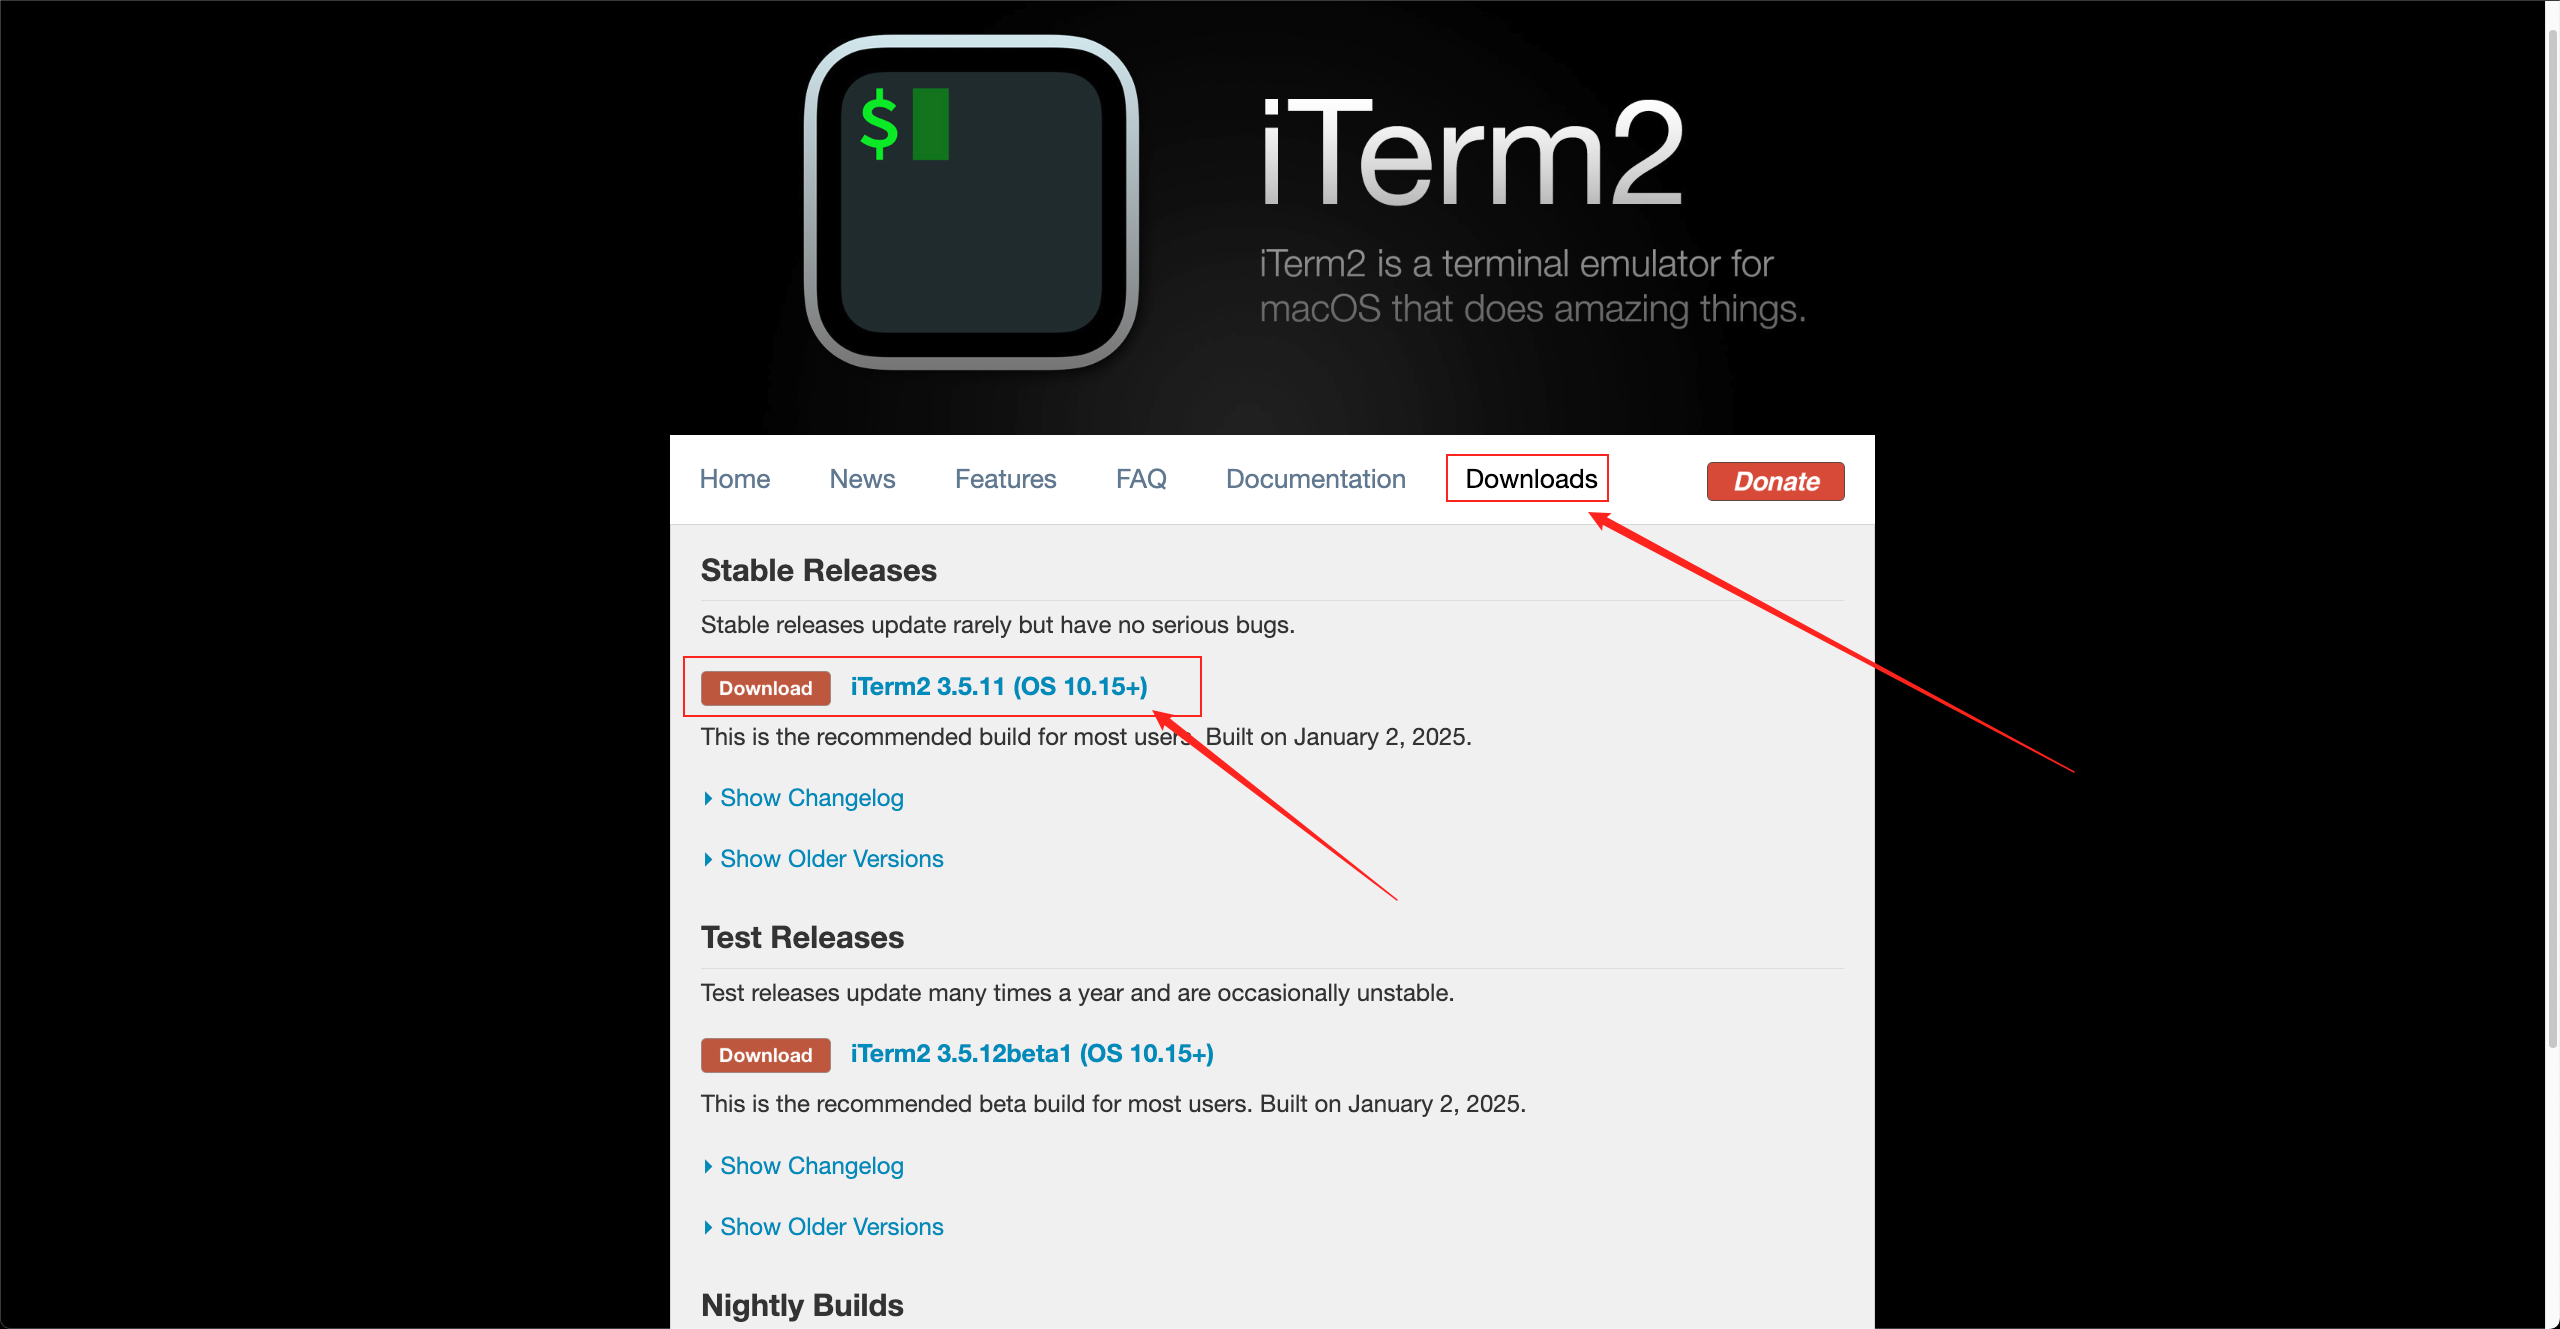 $
iTerm2
iTerm2 is a terminal emulator for
macOS that does amazing things.
Home News Features FAQ Documentation Downloads Donate
Stable Releases
Stable releases update rarely but have no serious bugs.
Download iTerm2 3.5.11 (OS 10.15+)
This is the recommended build for most users. Built on January 2, 2025.
Show Changelog
Show Older Versions
Test Releases
Test releases update many times a year and are occasionally unstable.
Download iTerm2 3.5.12beta1 (OS 10.15+)
This is the recommended beta build for most users. Built on January 2, 2025.
Show Changelog
Show Older Versions
Nightly Builds